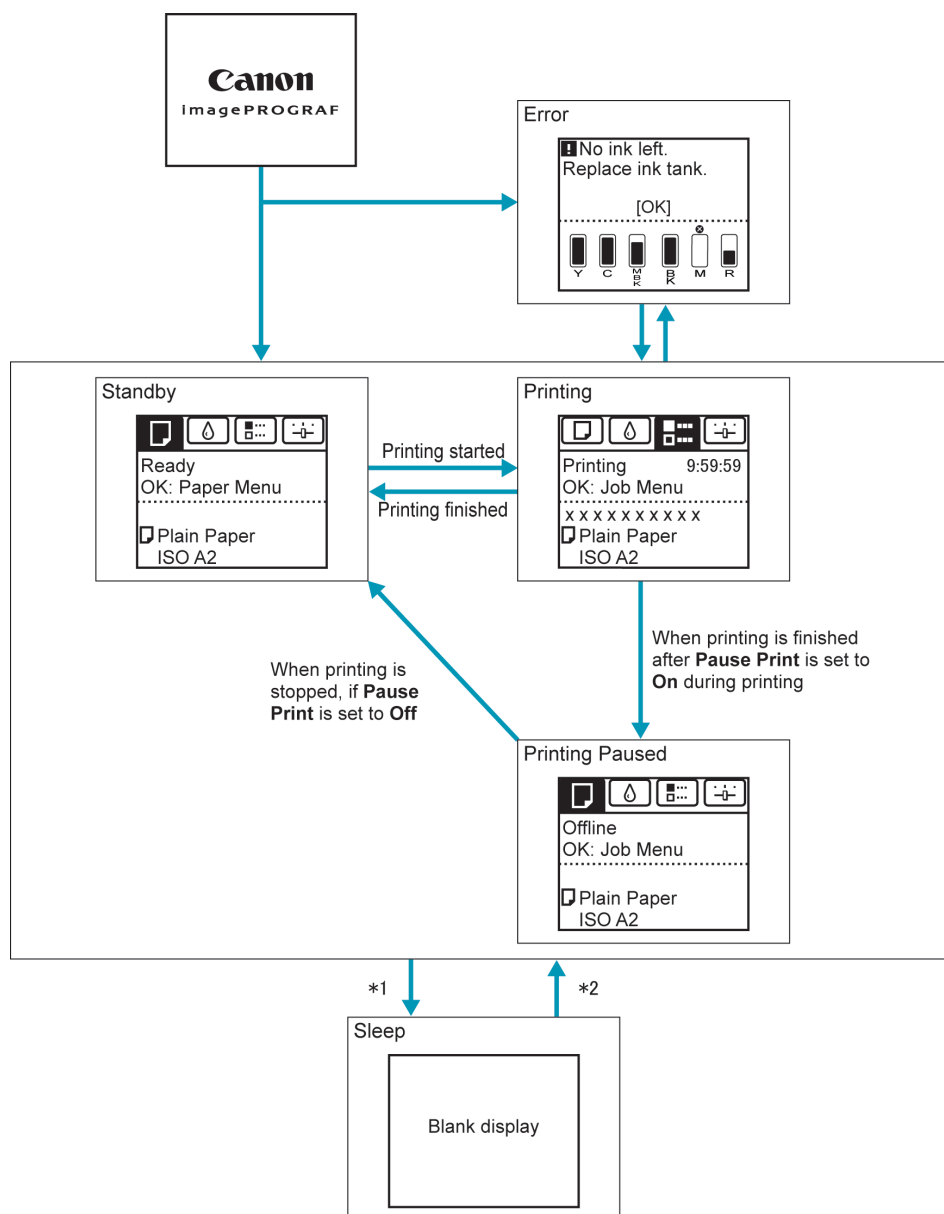 Canon
imagePROGRAF
Error
! No ink left.
Replace ink tank.
[OK]
Y C MBK BK M R
Standby
Ready
OK: Paper Menu
Plain Paper
ISO A2
Printing started
Printing finished
Printing
Printing 9:59:59
OK: Job Menu
x x x x x x x x x x
Plain Paper
ISO A2
When printing is
stopped, if Pause
Print is set to Off
When printing is finished
after Pause Print is set to
On during printing
Printing Paused
Offline
OK: Job Menu
Plain Paper
ISO A2
*1
*2
Sleep
Blank display